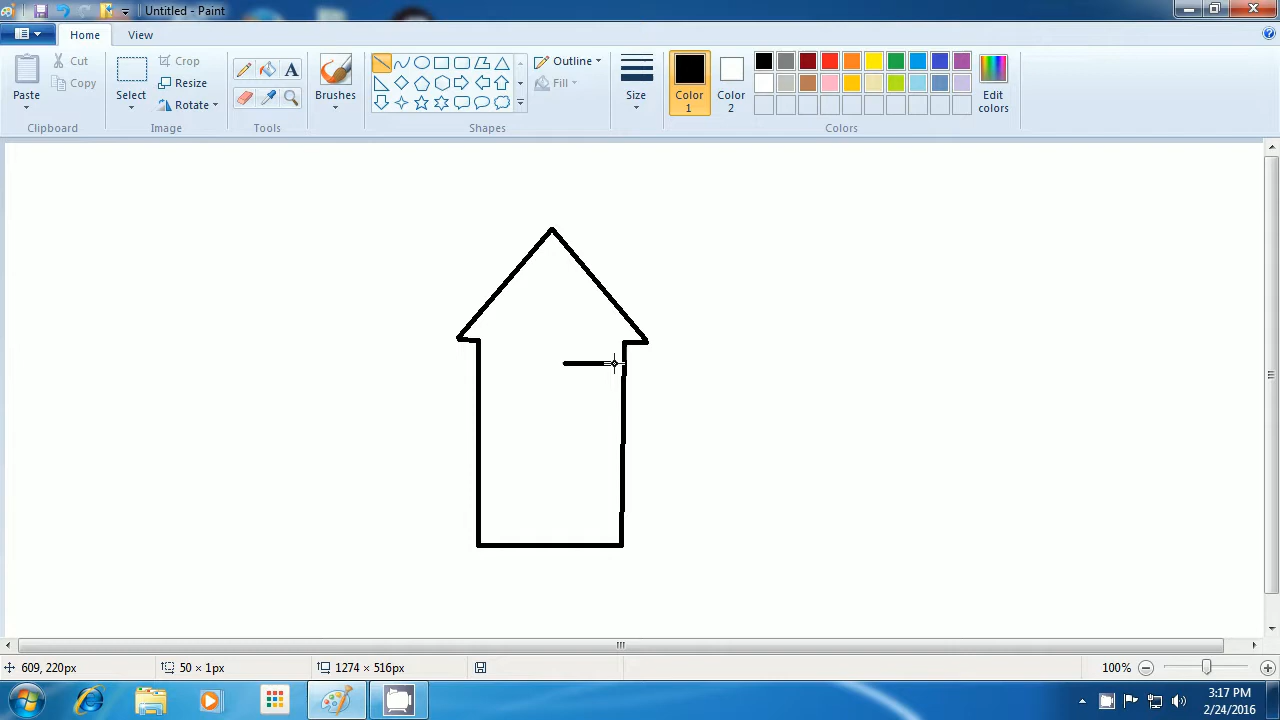 Untitled - Paint
Home View
Paste
Cut
Copy
Clipboard
Select
Crop
Resize
Rotate
Image
A
Tools
Brushes
Outline
Fill
Shapes
Size
Color 1
Color 2
Edit colors
Colors
609, 220px
50 × 1px
1274 × 516px
100%
3:17 PM
2/24/2016